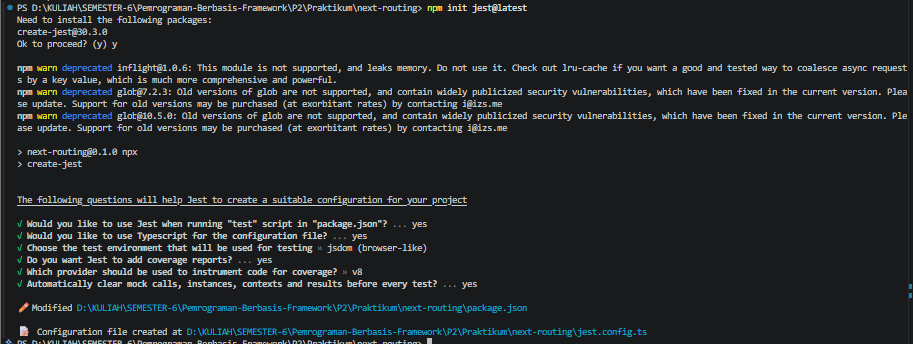 PS D:\KULIAH\SEMESTER-6\Pemrograman-Berbasis-Framework\P2\Praktikum\next-routing> npm init jest@latest
Need to install the following packages:
create-jest@30.3.0
Ok to proceed? (y) y
npm warn deprecated inflight@1.0.6: This module is not supported, and leaks memory. Do not use it. Check out lru-cache if you want a good and tested way to coalesce async request
s by a key value, which is much more comprehensive and powerful.
npm warn deprecated glob@7.2.3: Old versions of glob are not supported, and contain widely publicized security vulnerabilities, which have been fixed in the current version. Plea
se update. Support for old versions may be purchased (at exorbitant rates) by contacting i@izs.me
npm warn deprecated glob@10.5.0: Old versions of glob are not supported, and contain widely publicized security vulnerabilities, which have been fixed in the current version. Ple
ase update. Support for old versions may be purchased (at exorbitant rates) by contacting i@izs.me
> next-routing@0.1.0 npx
> create-jest
The following questions will help Jest to create a suitable configuration for your project
√ Would you like to use Jest when running "test" script in "package.json"? ... yes
√ Would you like to use Typescript for the configuration file? ... yes
√ Choose the test environment that will be used for testing » jsdom (browser-like)
√ Do you want Jest to add coverage reports? ... yes
√ Which provider should be used to instrument code for coverage? » v8
√ Automatically clear mock calls, instances, contexts and results before every test? ... yes
Modified D:\KULIAH\SEMESTER-6\Pemrograman-Berbasis-Framework\P2\Praktikum\next-routing\package.json
Configuration file created at D:\KULIAH\SEMESTER-6\Pemrograman-Berbasis-Framework\P2\Praktikum\next-routing\jest.config.ts
PS D:\KULIAH\SEMESTER-6\Pemrograman-Berbasis-Framework\P2\Praktikum\next-routing>